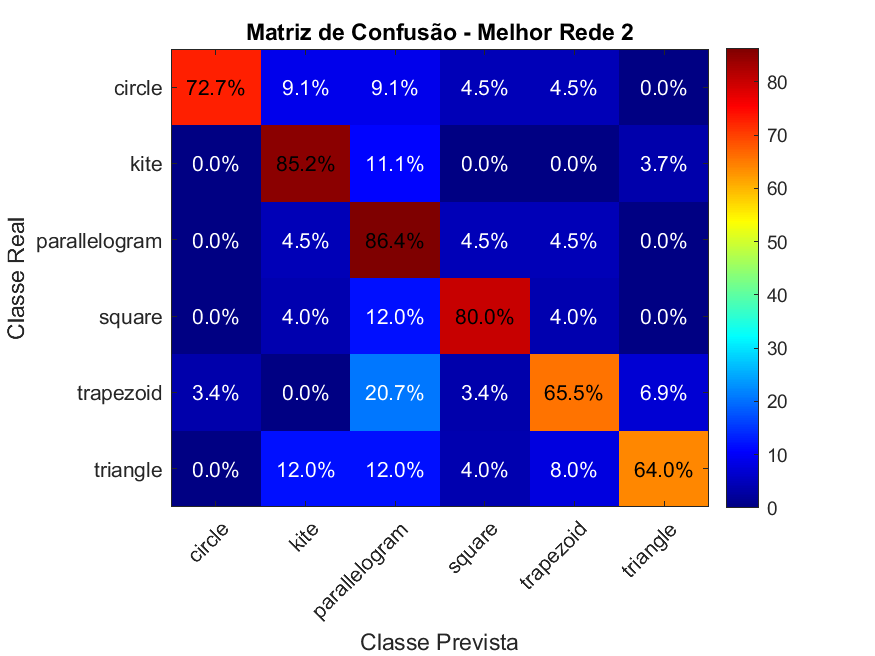 Matriz de Confusão - Melhor Rede 2
Classe Real
circle 72.7% 9.1% 9.1% 4.5% 4.5% 0.0%
kite 0.0% 85.2% 11.1% 0.0% 0.0% 3.7%
parallelogram 0.0% 4.5% 86.4% 4.5% 4.5% 0.0%
square 0.0% 4.0% 12.0% 80.0% 4.0% 0.0%
trapezoid 3.4% 0.0% 20.7% 3.4% 65.5% 6.9%
triangle 0.0% 12.0% 12.0% 4.0% 8.0% 64.0%
circle kite parallelogram square trapezoid triangle
Classe Prevista
80
70
60
50
40
30
20
10
0